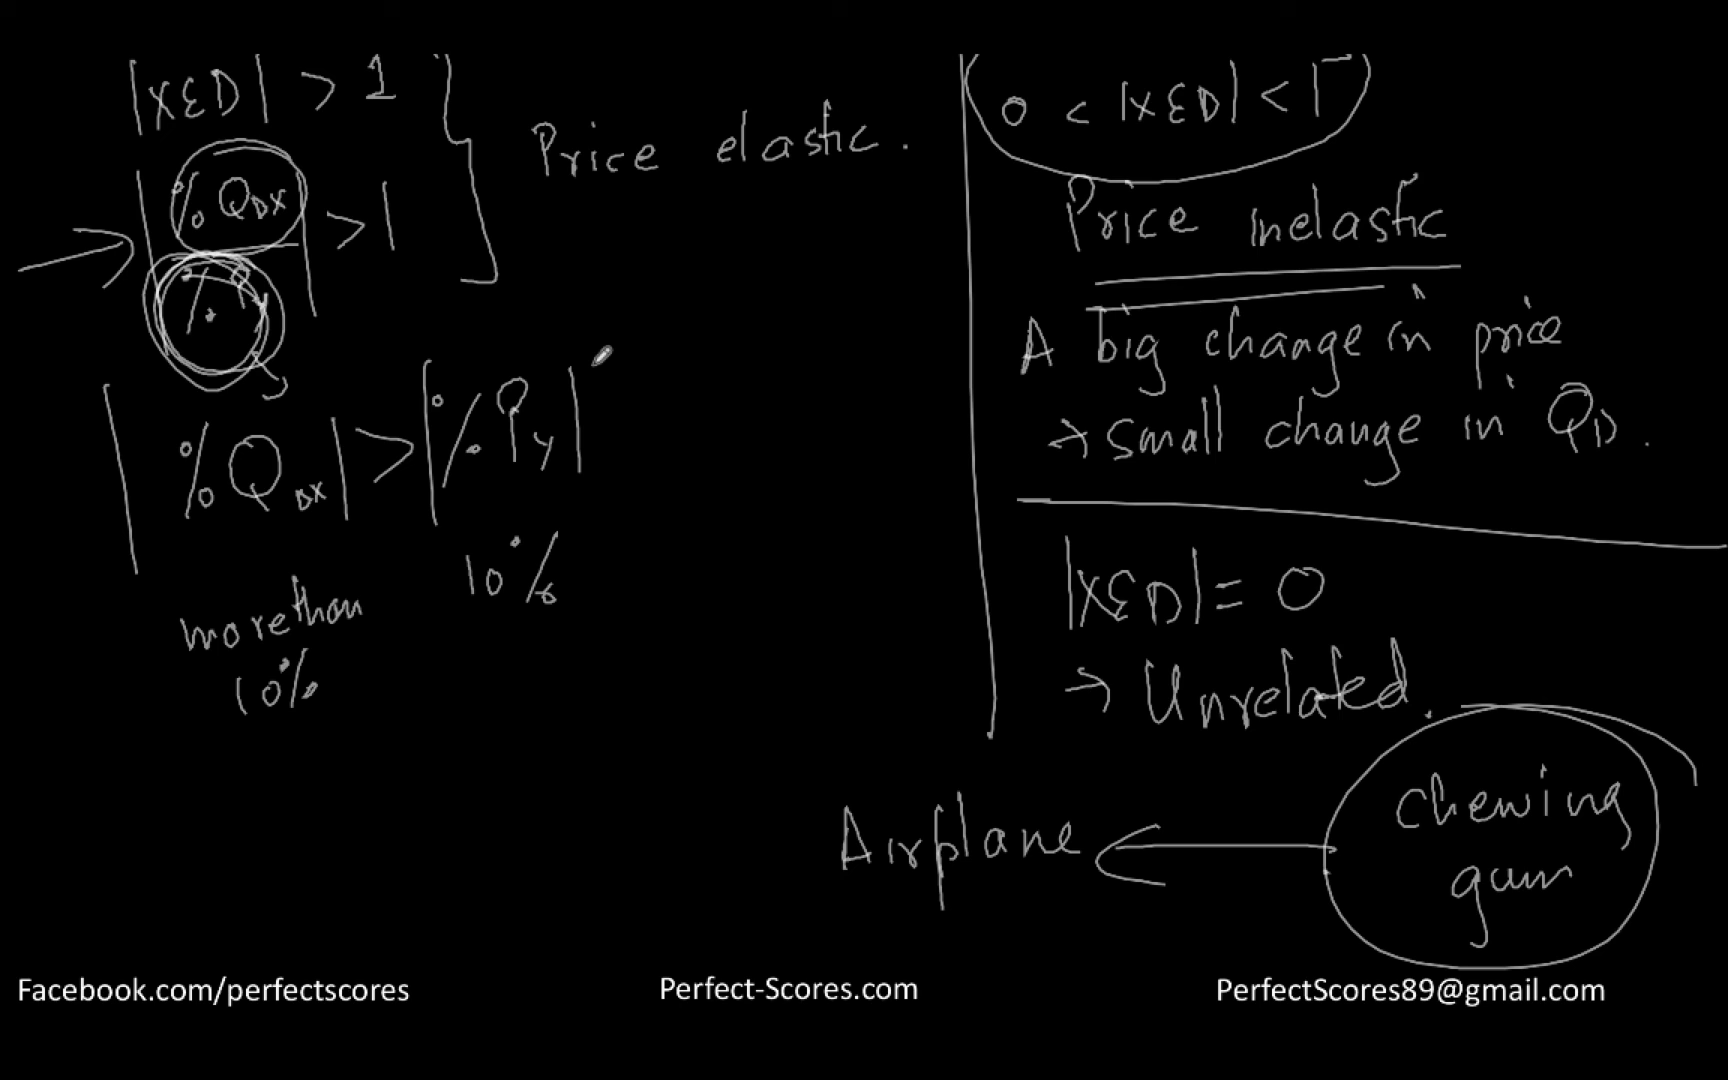 |XED| > 1
Price elastic.
|% QDX / % Py| > 1
|% QDX| > |% Py|
more than 10%
10%
0 < |XED| < 1
Price inelastic
A big change in price
→ small change in QD.
|XED| = 0
→ Unrelated.
Airplane ← chewing gum
Facebook.com/perfectscores
Perfect-Scores.com
PerfectScores89@gmail.com